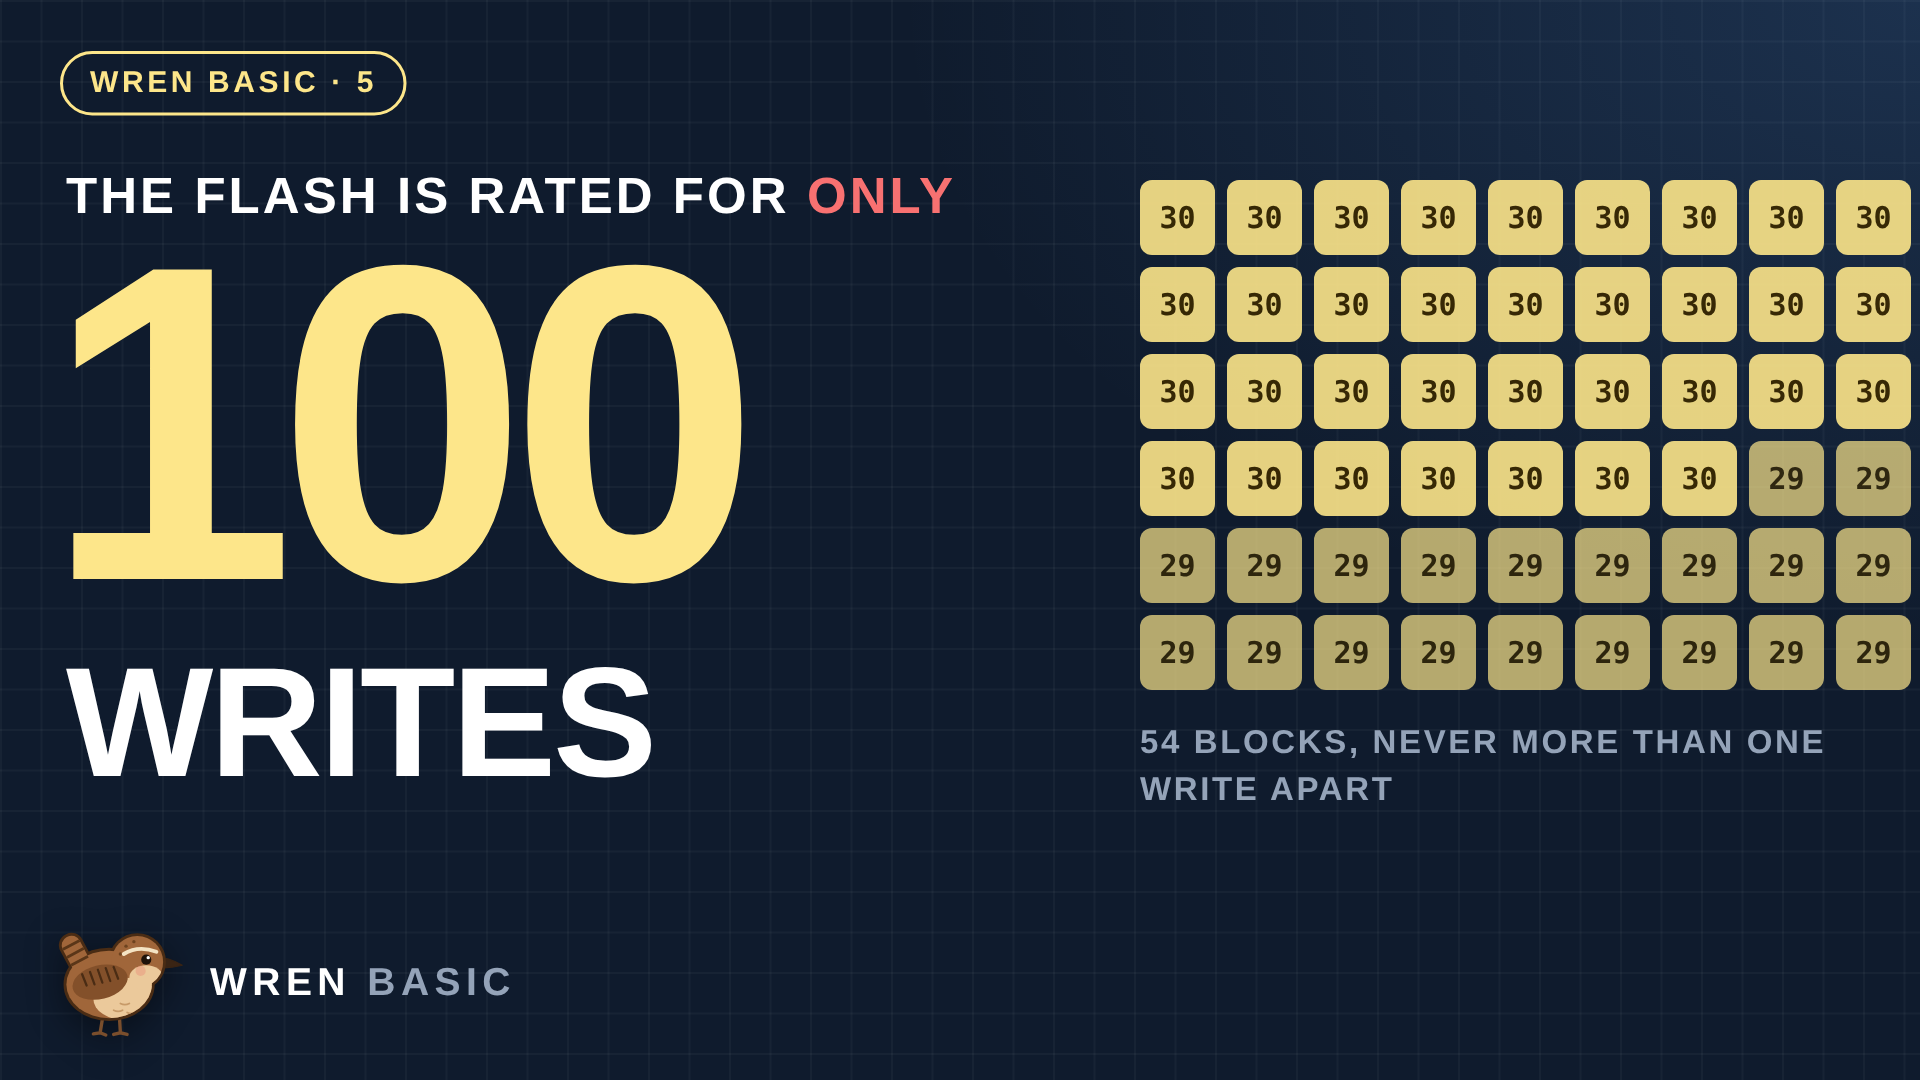 WREN BASIC · 5
THE FLASH IS RATED FOR ONLY
100
WRITES
30 30 30 30 30 30 30 30 30
30 30 30 30 30 30 30 30 30
30 30 30 30 30 30 30 30 30
30 30 30 30 30 30 30 29 29
29 29 29 29 29 29 29 29 29
29 29 29 29 29 29 29 29 29
54 BLOCKS, NEVER MORE THAN ONE
WRITE APART
WREN BASIC